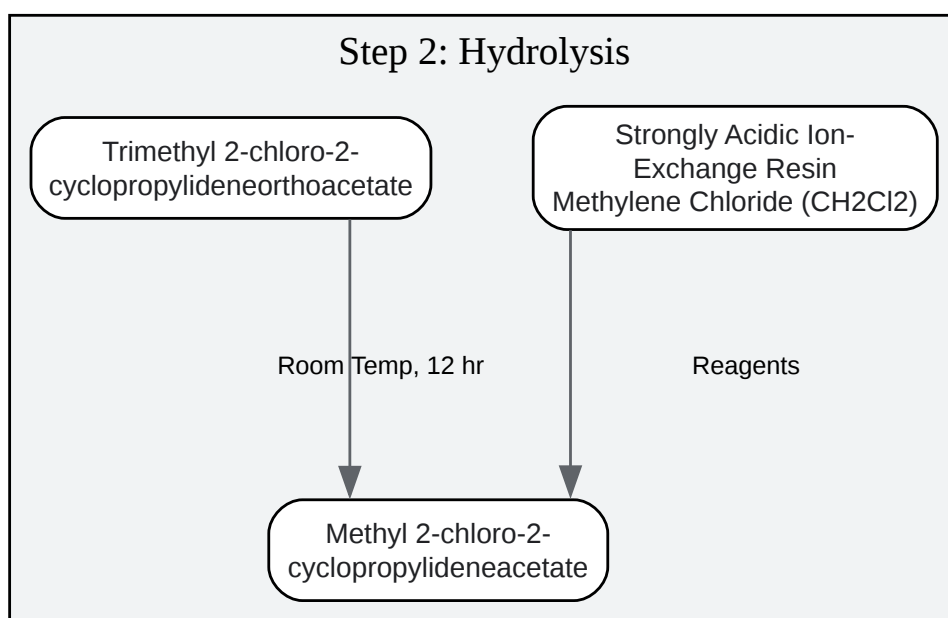 Step 2: Hydrolysis
Trimethyl 2-chloro-2-
cyclopropylideneorthoacetate
Strongly Acidic Ion-
Exchange Resin
Methylene Chloride (CH2Cl2)
Room Temp, 12 hr
Reagents
Methyl 2-chloro-2-
cyclopropylideneacetate